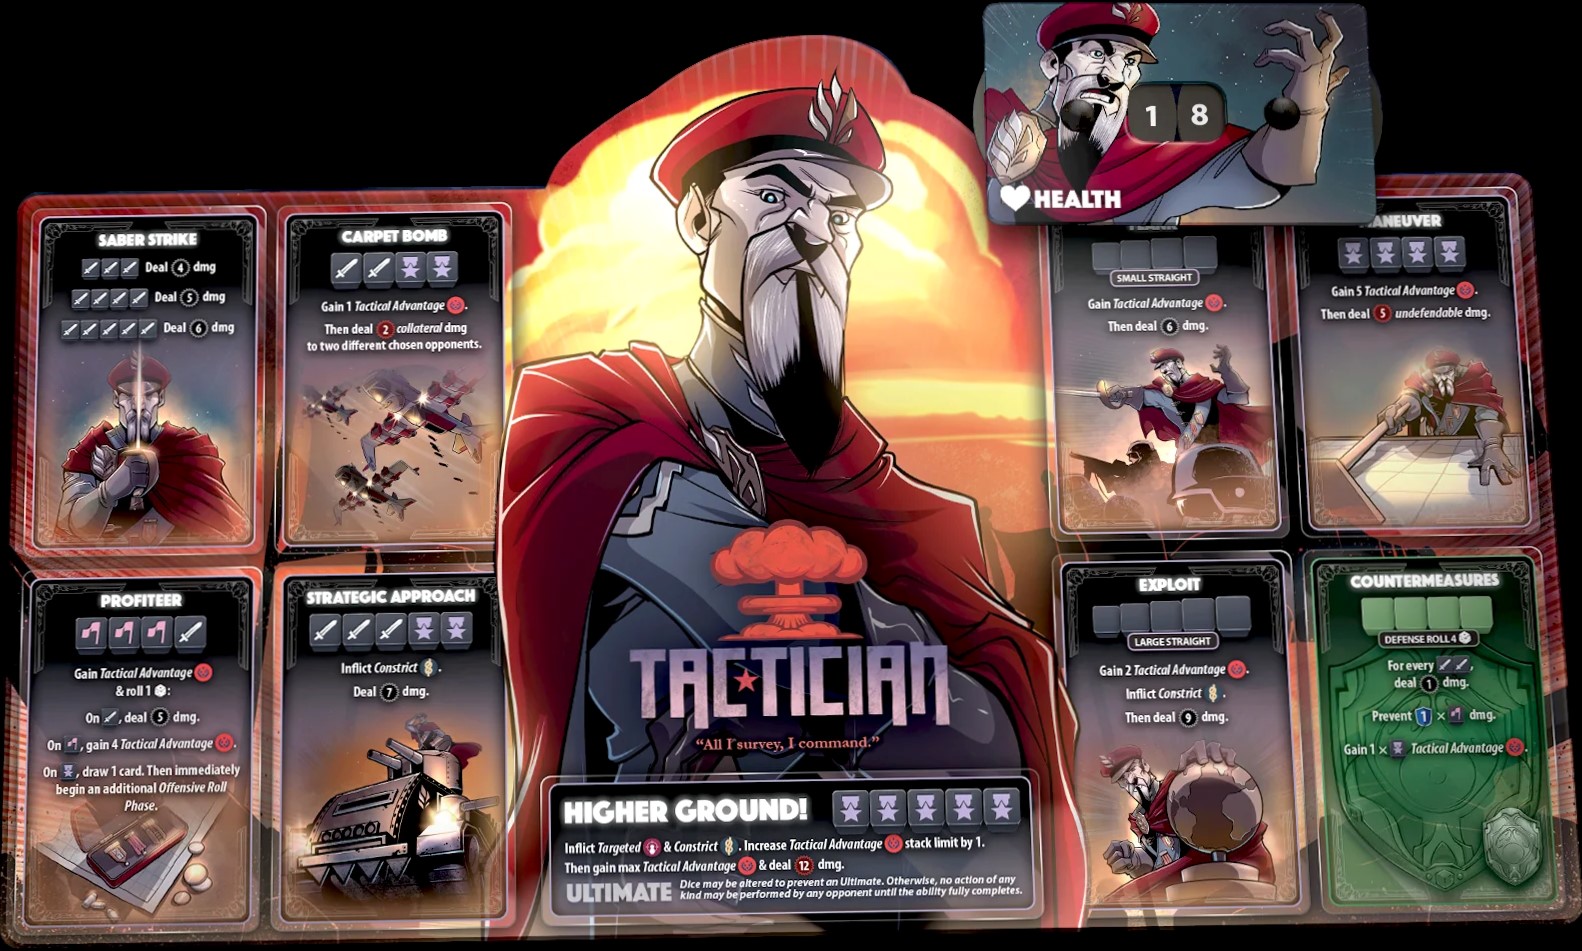 1 8
HEALTH
SABER STRIKE
Deal 4 dmg
Deal 5 dmg
Deal 6 dmg
CARPET BOMB
Gain 1 Tactical Advantage.
Then deal 2 collateral dmg
to two different chosen opponents.
SMALL STRAIGHT
Gain Tactical Advantage.
Then deal 6 dmg.
MANEUVER
Gain 5 Tactical Advantage.
Then deal 5 undefendable dmg.
PROFITEER
Gain Tactical Advantage
& roll 1 :
On , deal 5 dmg.
On , gain 4 Tactical Advantage.
On , draw 1 card. Then immediately
begin an additional Offensive Roll
Phase.
STRATEGIC APPROACH
Inflict Constrict.
Deal 7 dmg.
TACTICIAN
“All I survey, I command.”
HIGHER GROUND!
Inflict Targeted & Constrict. Increase Tactical Advantage stack limit by 1.
Then gain max Tactical Advantage & deal 12 dmg.
ULTIMATE
Dice may be altered to prevent an Ultimate. Otherwise, no action of any
kind may be performed by any opponent until the ability fully completes.
EXPLOIT
LARGE STRAIGHT
Gain 2 Tactical Advantage.
Inflict Constrict.
Then deal 9 dmg.
COUNTERMEASURES
DEFENSE ROLL 4
For every ,
deal 1 dmg.
Prevent 1 × dmg.
Gain 1 × Tactical Advantage.